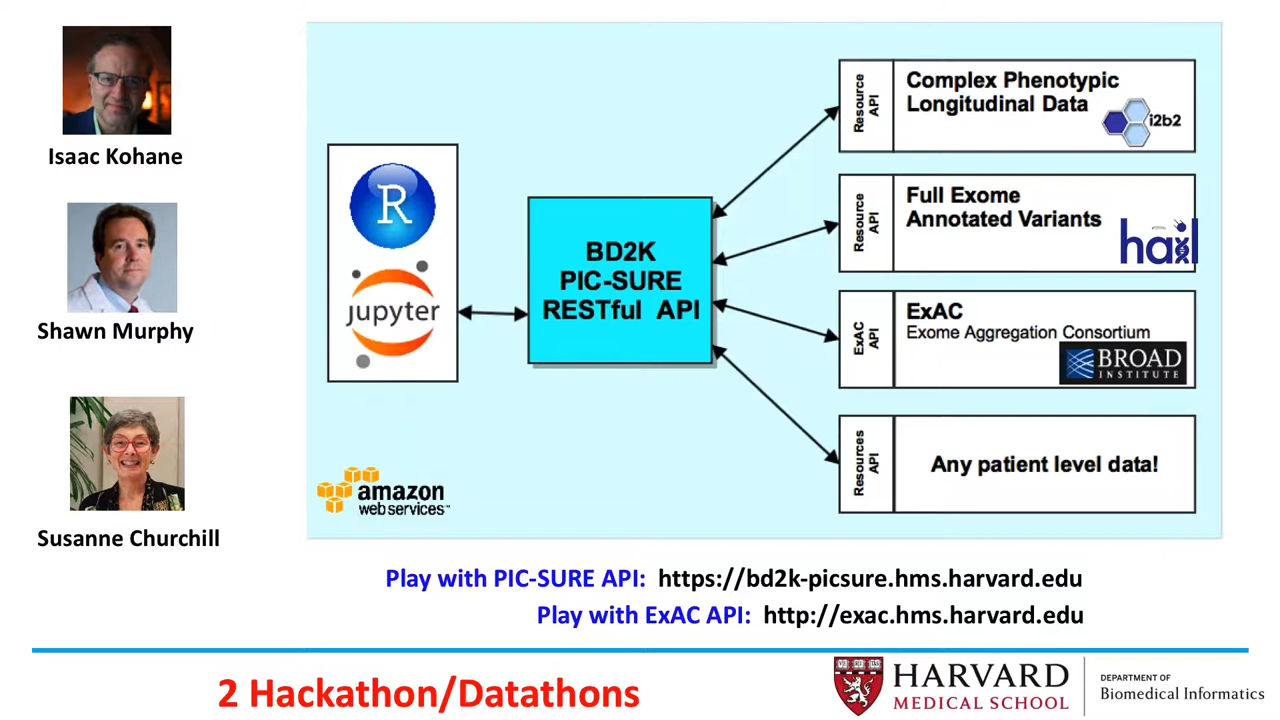 Isaac Kohane
Shawn Murphy
Susanne Churchill
R
jupyter
amazon
web services™
BD2K
PIC-SURE
RESTful API
Resource
API
Complex Phenotypic
Longitudinal Data
i2b2
Resource
API
Full Exome
Annotated Variants
hail
ExAC
API
ExAC
Exome Aggregation Consortium
BROAD
INSTITUTE
Resources
API
Any patient level data!
Play with PIC-SURE API: https://bd2k-picsure.hms.harvard.edu
Play with ExAC API: http://exac.hms.harvard.edu
2 Hackathon/Datathons
HARVARD
MEDICAL SCHOOL
DEPARTMENT OF
Biomedical Informatics